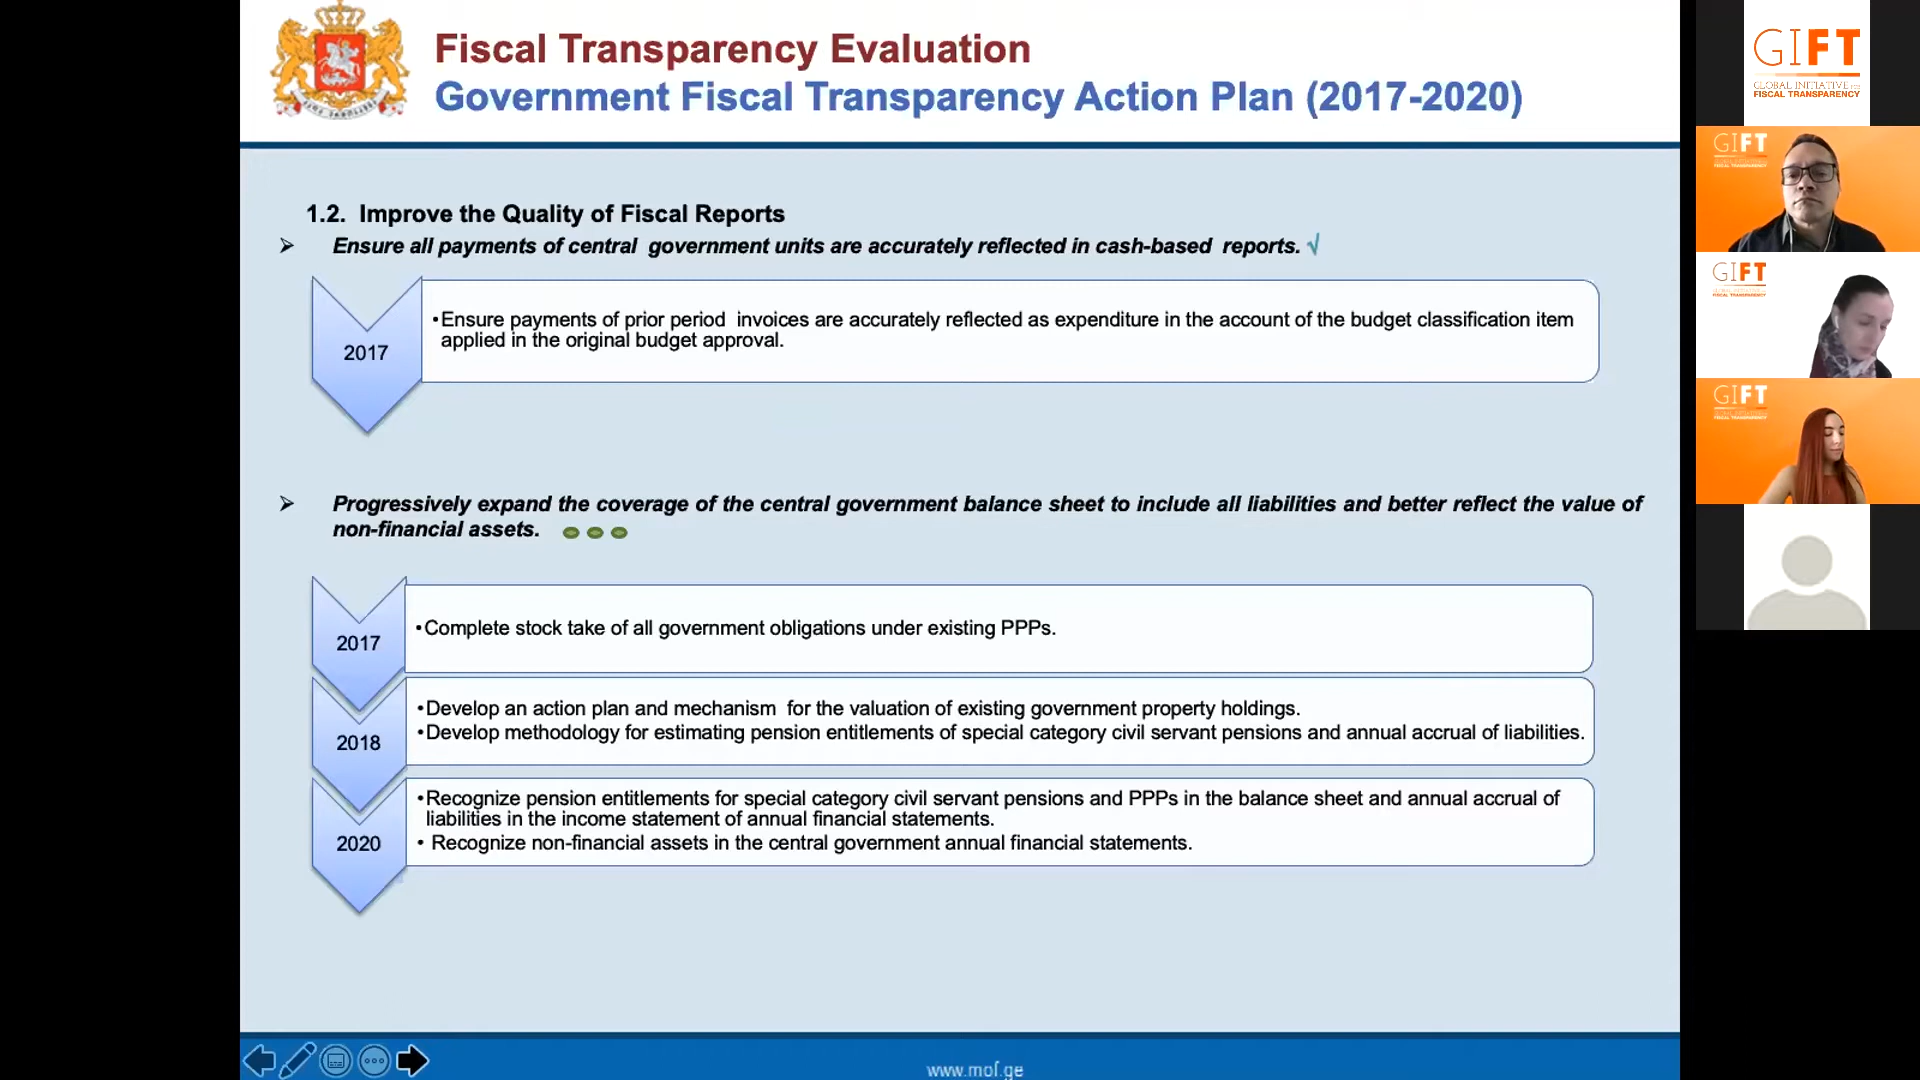 Fiscal Transparency Evaluation
Government Fiscal Transparency Action Plan (2017-2020)
1.2. Improve the Quality of Fiscal Reports
Ensure all payments of central government units are accurately reflected in cash-based reports. √
2017
•Ensure payments of prior period invoices are accurately reflected as expenditure in the account of the budget classification item
applied in the original budget approval.
Progressively expand the coverage of the central government balance sheet to include all liabilities and better reflect the value of
non-financial assets.
2017
•Complete stock take of all government obligations under existing PPPs.
2018
•Develop an action plan and mechanism for the valuation of existing government property holdings.
•Develop methodology for estimating pension entitlements of special category civil servant pensions and annual accrual of liabilities.
2020
•Recognize pension entitlements for special category civil servant pensions and PPPs in the balance sheet and annual accrual of
liabilities in the income statement of annual financial statements.
• Recognize non-financial assets in the central government annual financial statements.
www.mof.ge
GIFT
GLOBAL INITIATIVE FOR
FISCAL TRANSPARENCY
GIFT
FISCAL TRANSPARENCY
GIFT
FISCAL TRANSPARENCY
GIFT
FISCAL TRANSPARENCY